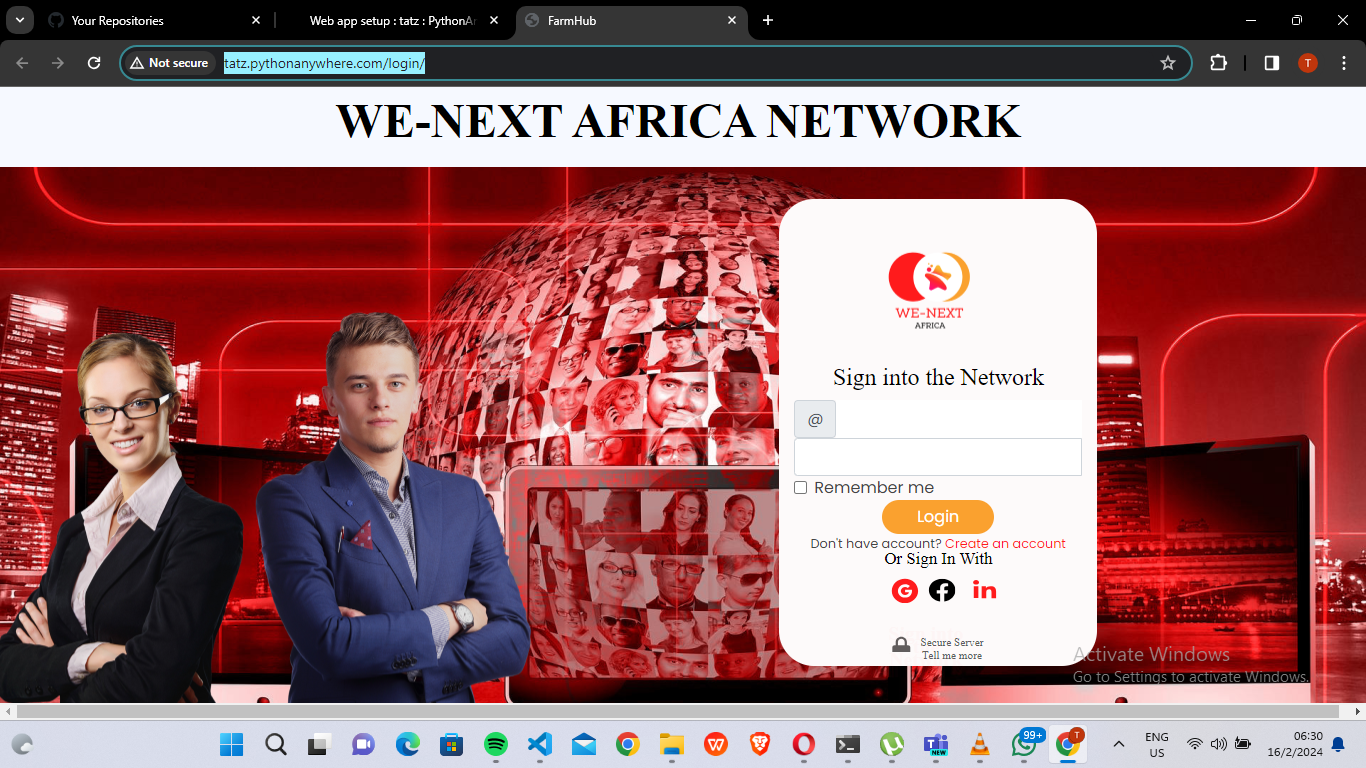 Your Repositories
Web app setup : tatz : PythonAn
FarmHub
Not secure
tatz.pythonanywhere.com/login/
T
WE-NEXT AFRICA NETWORK
WE-NEXT
AFRICA
Sign into the Network
@
Remember me
Login
Don't have account? Create an account
Or Sign In With
G
f
in
Secure Server
Tell me more
Activate Windows
Go to Settings to activate Windows.
W
NEW
99+
T
ENG
US
06:30
16/2/2024